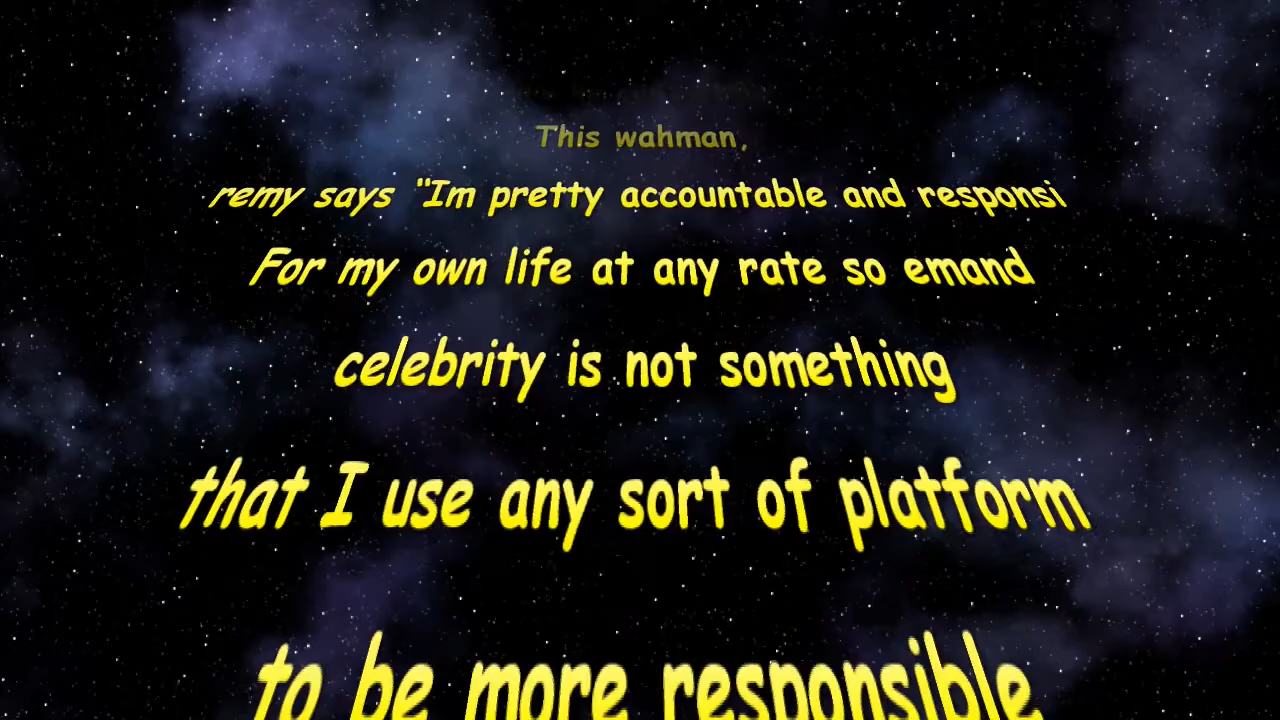 This wahman,
remy says "Im pretty accountable and responsi
For my own life at any rate so emand
celebrity is not something
that I use any sort of platform
to be more responsible